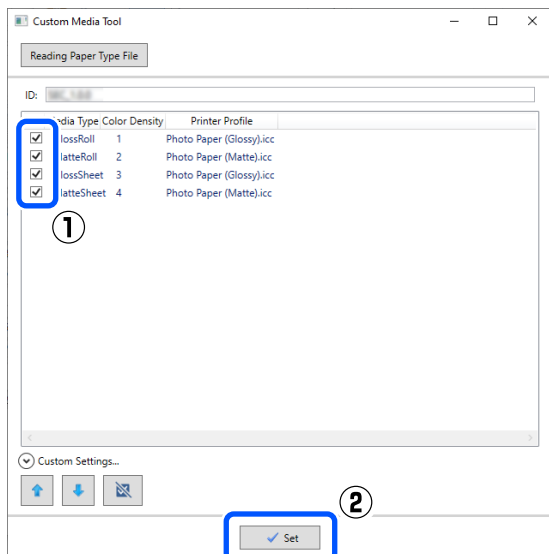 Custom Media Tool
Reading Paper Type File
ID:
edia Type Color Density Printer Profile
lossRoll 1 Photo Paper (Glossy).icc
latteRoll 2 Photo Paper (Matte).icc
lossSheet 3 Photo Paper (Glossy).icc
latteSheet 4 Photo Paper (Matte).icc
①
Custom Settings...
②
Set